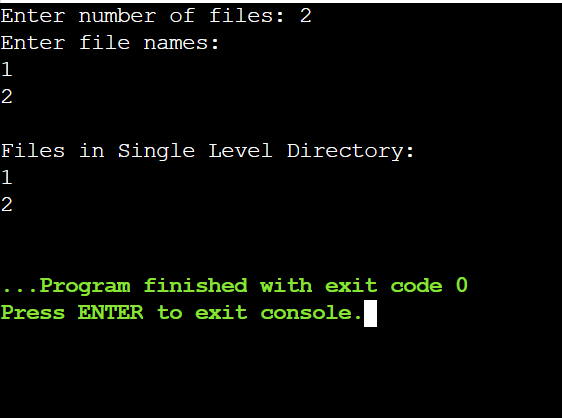 Enter number of files: 2
Enter file names:
1
2
Files in Single Level Directory:
1
2
...Program finished with exit code 0
Press ENTER to exit console.